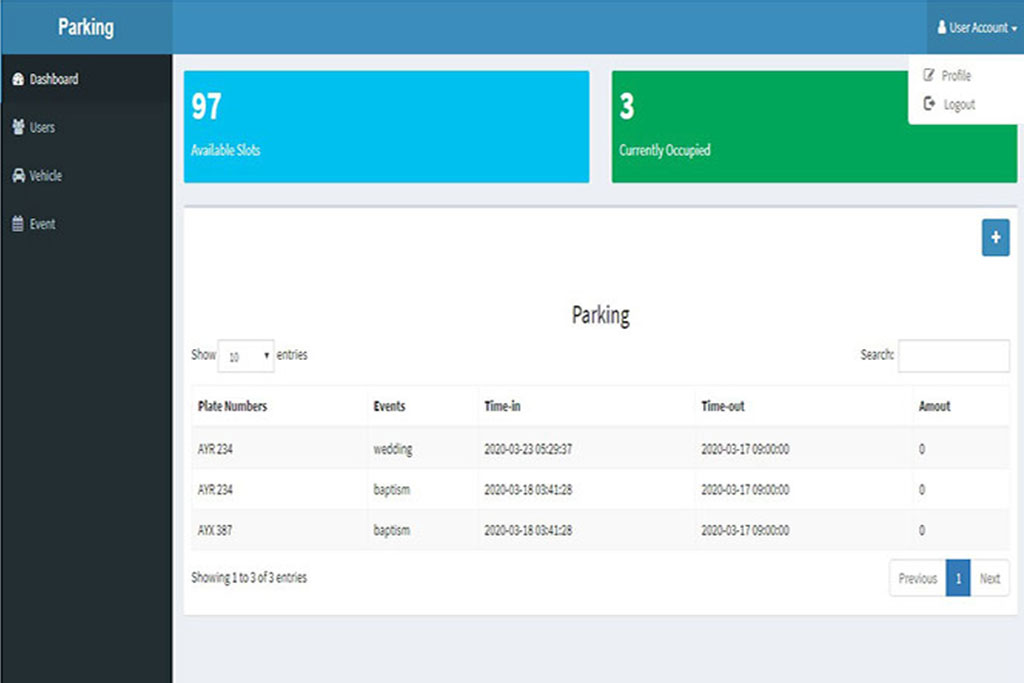 Parking
User Account
Profile
Logout
Dashboard
Users
Vehicle
Event
97
Available Slots
3
Currently Occupied
+
Parking
Show 10 entries
Search:
Plate Numbers Events Time-in Time-out Amout
AYR 234 wedding 2020-03-23 05:29:37 2020-03-17 09:00:00 0
AYR 234 baptism 2020-03-18 03:41:28 2020-03-17 09:00:00 0
AYX 387 baptism 2020-03-18 03:41:28 2020-03-17 09:00:00 0
Showing 1 to 3 of 3 entries
Previous 1 Next